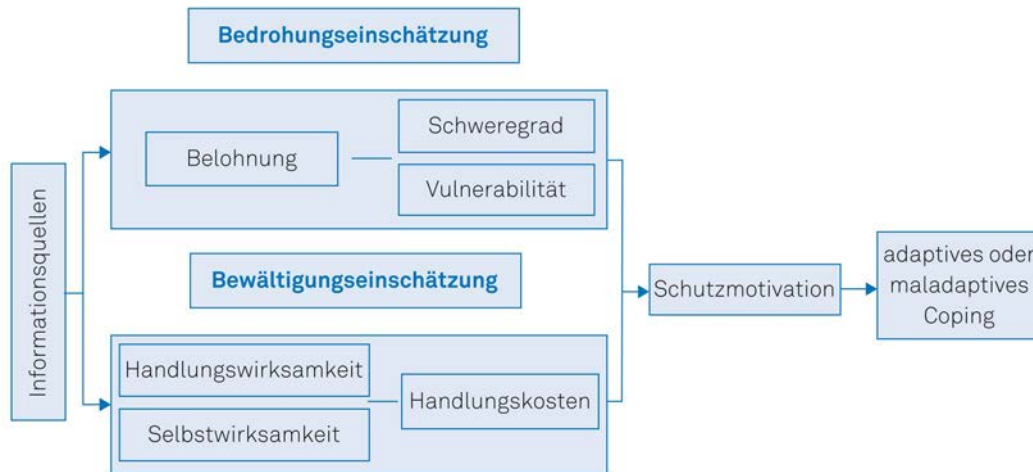 Bedrohungseinschätzung
Informationsquellen
Belohnung
Schweregrad
Vulnerabilität
Bewältigungseinschätzung
Handlungswirksamkeit
Selbstwirksamkeit
Handlungskosten
Schutzmotivation
adaptives oder
maladaptives
Coping